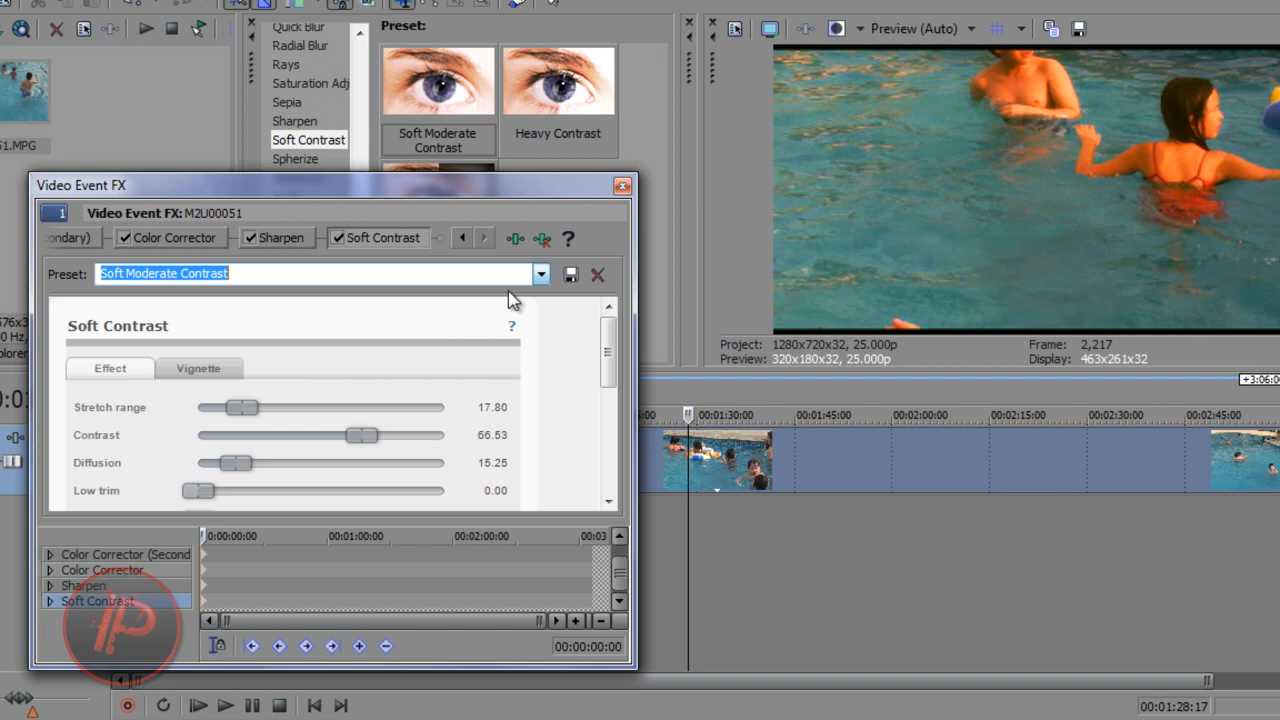 Quick Blur
Radial Blur
Rays
Saturation Adj
Sepia
Sharpen
Soft Contrast
Spherize
Preset:
Soft Moderate
Contrast
Heavy Contrast
Preview (Auto)
51.MPG
Project: 1280x720x32, 25.000p
Frame: 2,217
Preview: 320x180x32, 25.000p
Display: 463x261x32
Video Event FX
1 Video Event FX: M2U00051
condary)
Color Corrector
Sharpen
Soft Contrast
?
Preset: Soft Moderate Contrast
Soft Contrast
?
Effect
Vignette
Stretch range 17.80
Contrast 66.53
Diffusion 15.25
Low trim 0.00
0:00:00:00 00:01:00:00 00:02:00:00 00:03
Color Corrector (Second
Color Corrector
Sharpen
Soft Contrast
00:00:00:00
+3:06:0
00:01:30:00 00:01:45:00 00:02:00:00 00:02:15:00 00:02:30:00 00:02:45:00
00:01:28:17